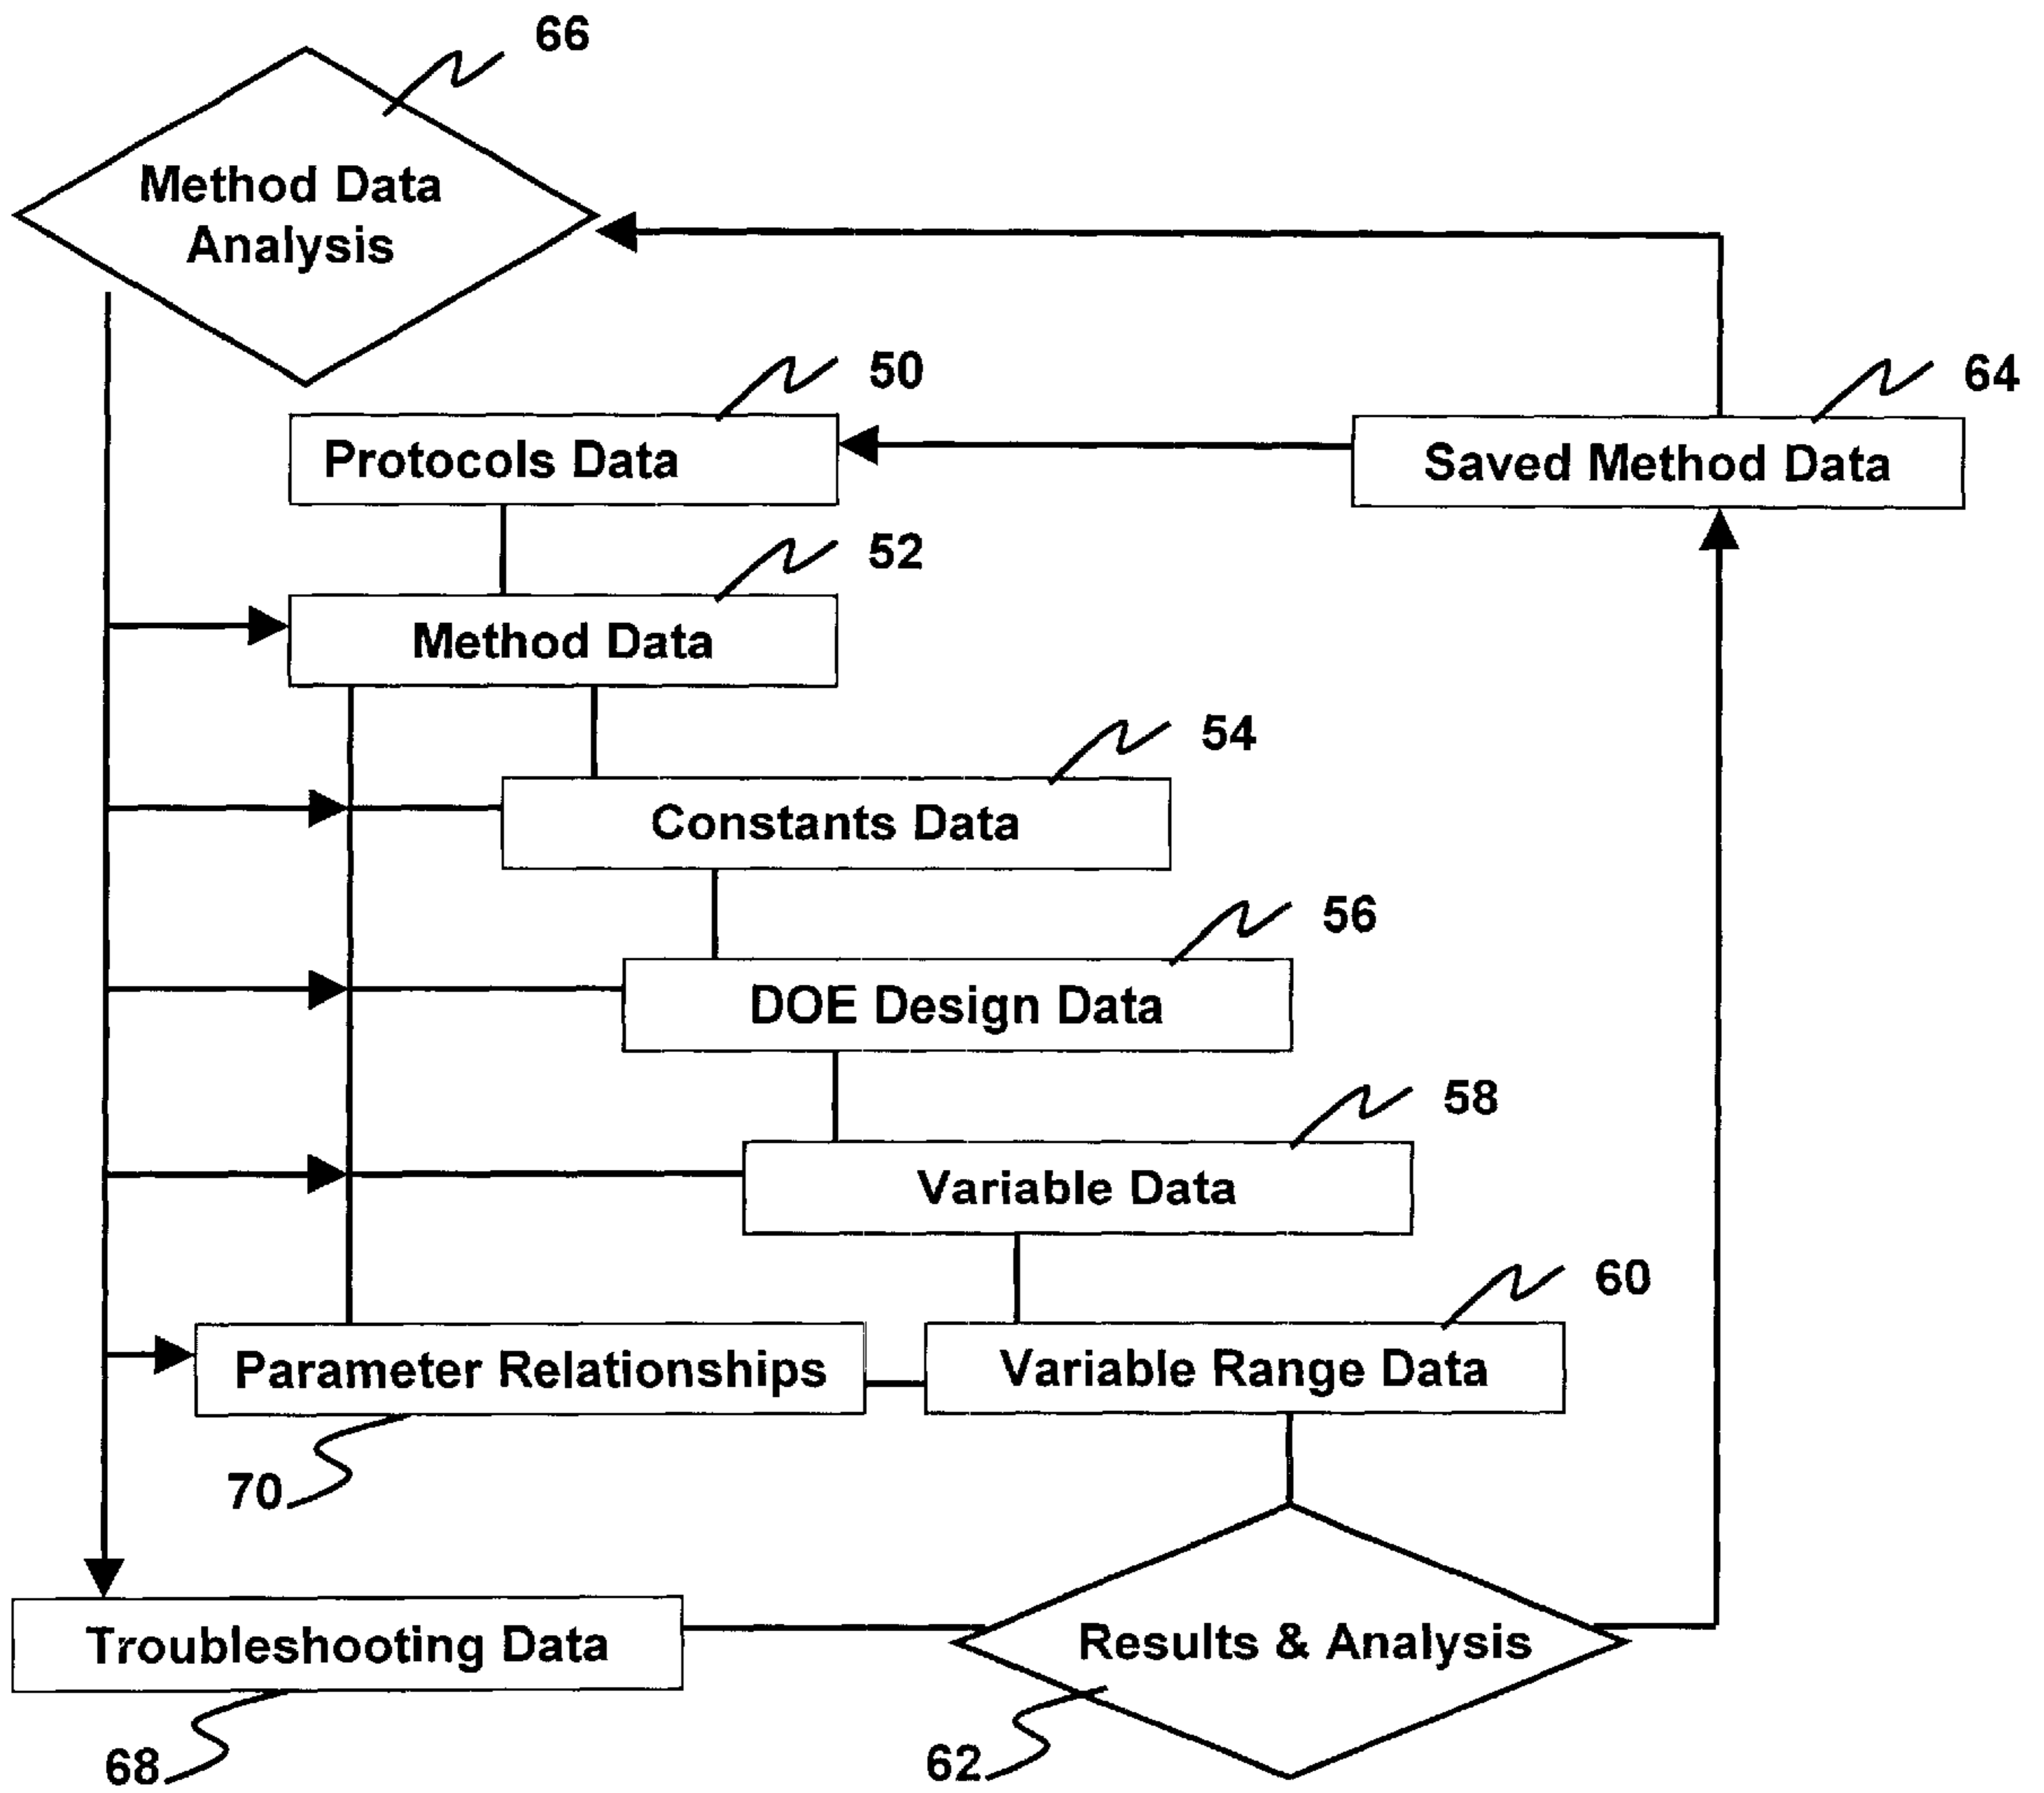 66
Method Data
Analysis
50
64
Protocols Data
Saved Method Data
52
Method Data
54
Constants Data
56
DOE Design Data
58
Variable Data
60
Parameter Relationships
Variable Range Data
70
Troubleshooting Data
Results & Analysis
68
62